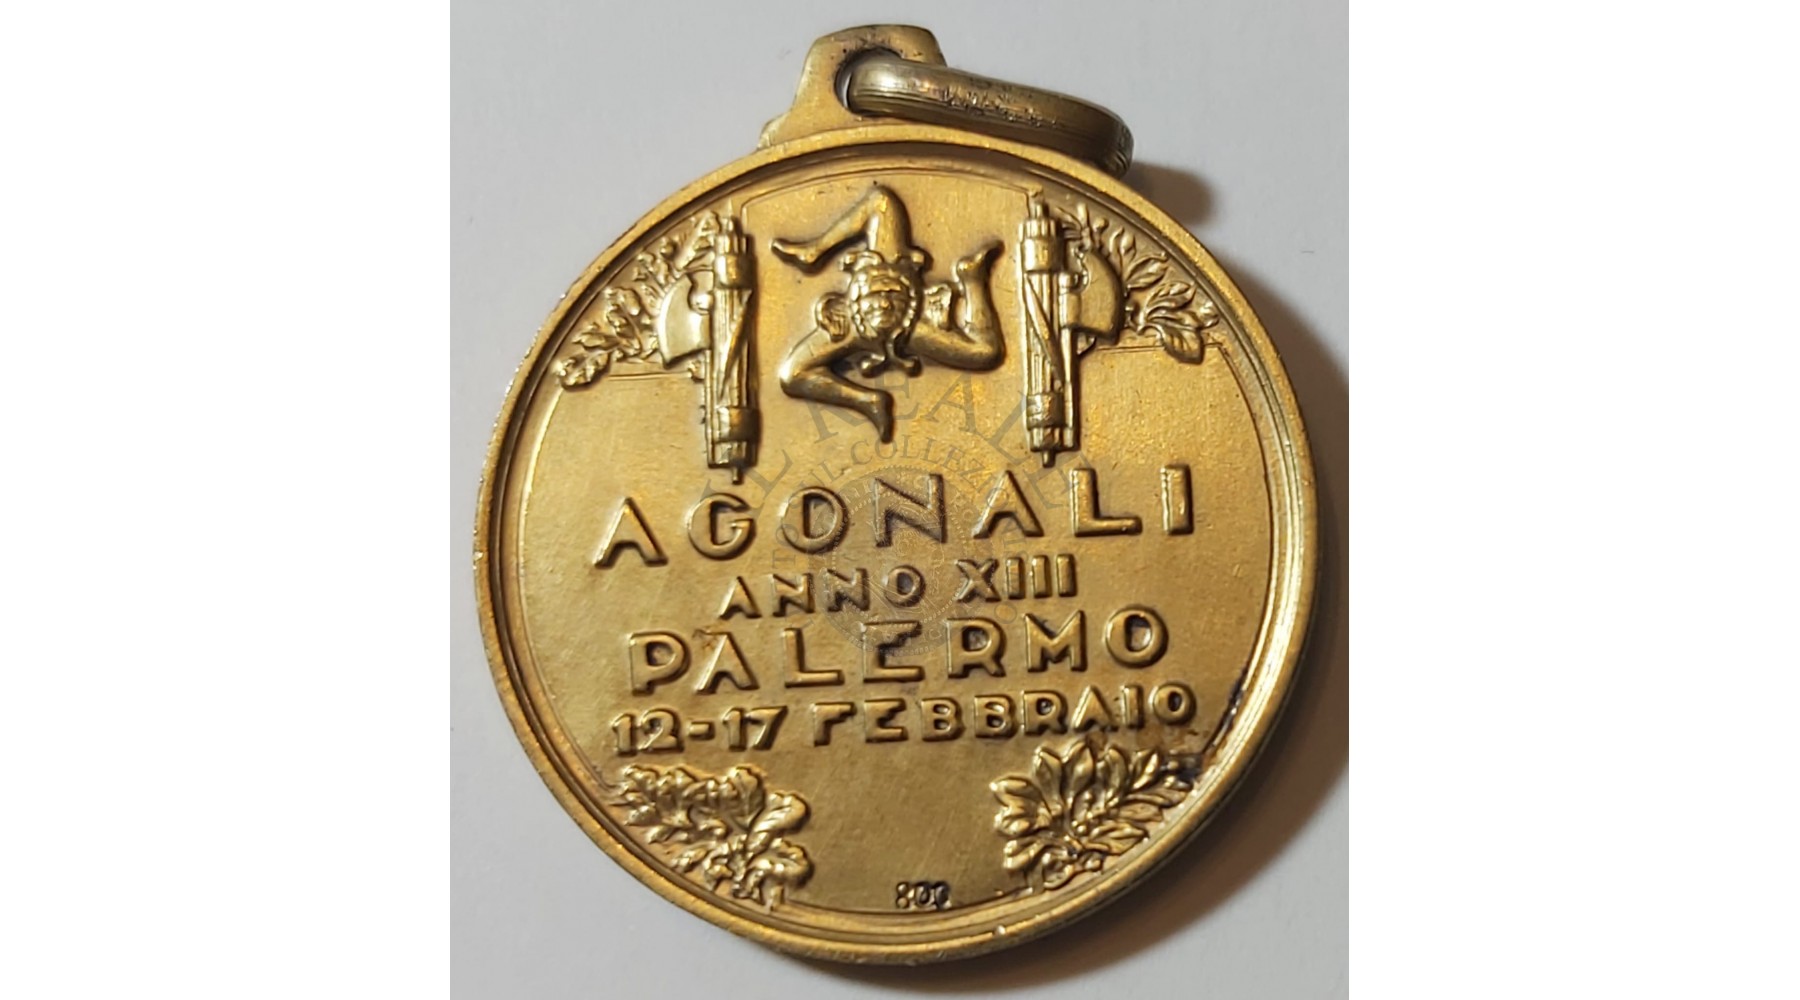 AGONALI
ANNO XIII
PALERMO
12-17 FEBBRAIO
800